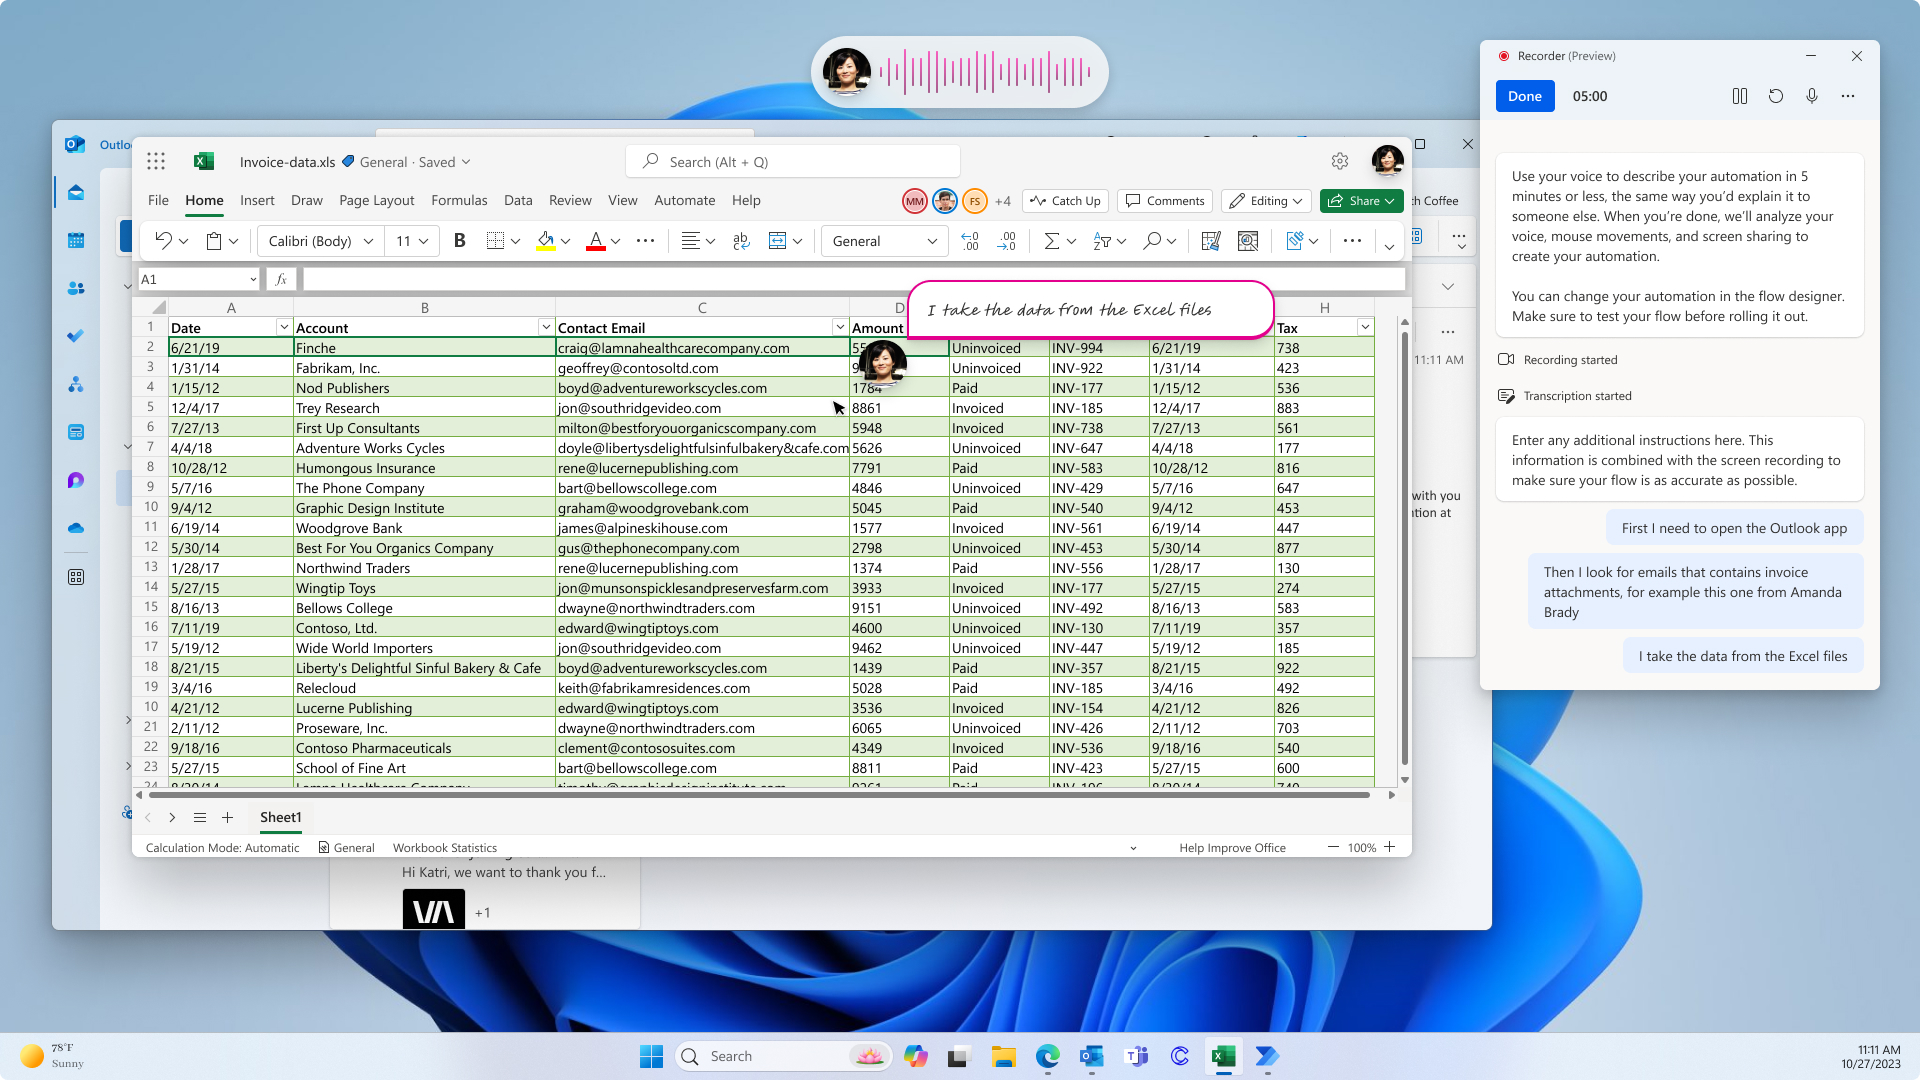 Recorder (Preview)
Done
05:00
Use your voice to describe your automation in 5
minutes or less, the same way you'd explain it to
someone else. When you're done, we'll analyze your
voice, mouse movements, and screen sharing to
create your automation.
You can change your automation in the flow designer.
Make sure to test your flow before rolling it out.
Recording started
Transcription started
Enter any additional instructions here. This
information is combined with the screen recording to
make sure your flow is as accurate as possible.
First I need to open the Outlook app
Then I look for emails that contains invoice
attachments, for example this one from Amanda
Brady
I take the data from the Excel files
Invoice-data.xls General · Saved
Search (Alt + Q)
File Home Insert Draw Page Layout Formulas Data Review View Automate Help
MM FS +4 Catch Up Comments Editing Share
Coffee
Calibri (Body) 11 B A General
A1 fx
I take the data from the Excel files
A B C D H
1 Date Account Contact Email Amount Tax
2 6/21/19 Finche craig@lamnahealthcarecompany.com Uninvoiced INV-994 6/21/19 738
3 1/31/14 Fabrikam, Inc. geoffrey@contosoltd.com Uninvoiced INV-922 1/31/14 423
4 1/15/12 Nod Publishers boyd@adventureworkscycles.com 1784 Paid INV-177 1/15/12 536
5 12/4/17 Trey Research jon@southridgevideo.com 8861 Invoiced INV-185 12/4/17 883
6 7/27/13 First Up Consultants milton@bestforyouorganicscompany.com 5948 Invoiced INV-738 7/27/13 561
7 4/4/18 Adventure Works Cycles doyle@libertysdelightfulsinfulbakery&cafe.com 5626 Uninvoiced INV-647 4/4/18 177
8 10/28/12 Humongous Insurance rene@lucernepublishing.com 7791 Paid INV-583 10/28/12 816
9 5/7/16 The Phone Company bart@bellowscollege.com 4846 Uninvoiced INV-429 5/7/16 647
10 9/4/12 Graphic Design Institute graham@woodgrovebank.com 5045 Paid INV-540 9/4/12 453
11 6/19/14 Woodgrove Bank james@alpineskihouse.com 1577 Invoiced INV-561 6/19/14 447
12 5/30/14 Best For You Organics Company gus@thephonecompany.com 2798 Uninvoiced INV-453 5/30/14 877
13 1/28/17 Northwind Traders rene@lucernepublishing.com 1374 Paid INV-556 1/28/17 130
14 5/27/15 Wingtip Toys jon@munsonspicklesandpreservesfarm.com 3933 Invoiced INV-177 5/27/15 274
15 8/16/13 Bellows College dwayne@northwindtraders.com 9151 Uninvoiced INV-492 8/16/13 583
16 7/11/19 Contoso, Ltd. edward@wingtiptoys.com 4600 Uninvoiced INV-130 7/11/19 357
17 5/19/12 Wide World Importers jon@southridgevideo.com 9462 Uninvoiced INV-447 5/19/12 185
18 8/21/15 Liberty's Delightful Sinful Bakery & Cafe boyd@adventureworkscycles.com 1439 Paid INV-357 8/21/15 922
19 3/4/16 Relecloud keith@fabrikamresidences.com 5028 Paid INV-185 3/4/16 492
10 4/21/12 Lucerne Publishing edward@wingtiptoys.com 3536 Invoiced INV-154 4/21/12 826
21 2/11/12 Proseware, Inc. dwayne@northwindtraders.com 6065 Uninvoiced INV-426 2/11/12 703
22 9/18/16 Contoso Pharmaceuticals clement@contososuites.com 4349 Invoiced INV-536 9/18/16 540
23 5/27/15 School of Fine Art bart@bellowscollege.com 8811 Paid INV-423 5/27/15 600
Sheet1
Calculation Mode: Automatic General Workbook Statistics Help Improve Office 100%
11:11 AM
with you
at
Hi Katri, we want to thank you f...
+1
78°F
Sunny
Search
11:11 AM
10/27/2023